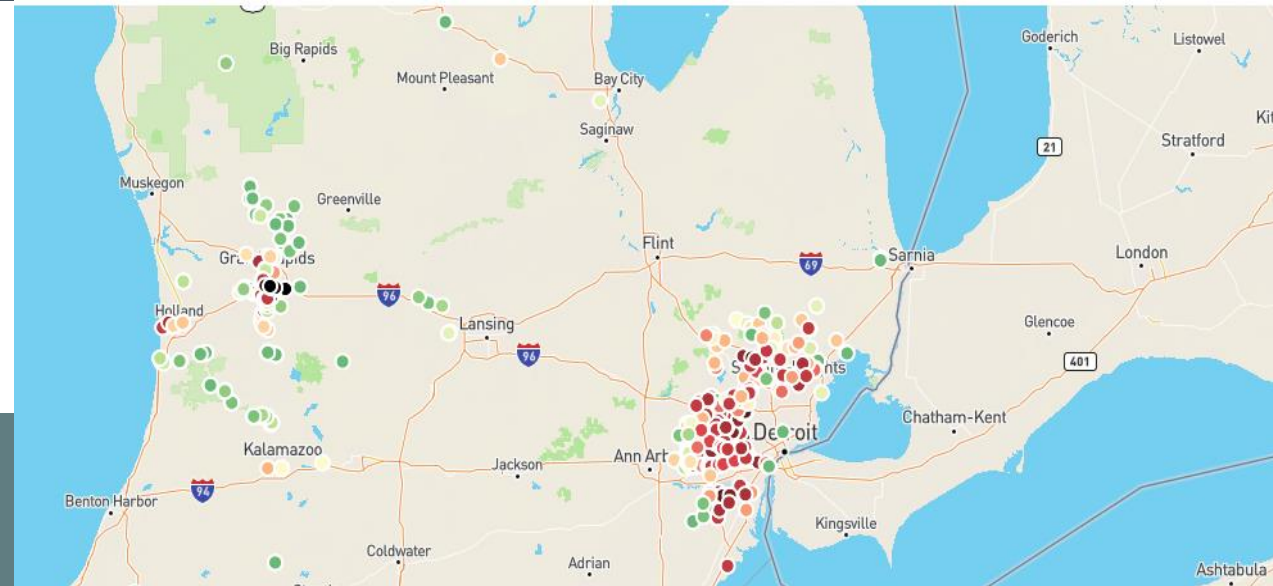 Big Rapids
Mount Pleasant
Bay City
Saginaw
Goderich
Listowel
21
Stratford
Muskegon
Greenville
Flint
69
Sarnia
London
96
Holland
Lansing
96
Glencoe
401
Detroit
Chatham-Kent
Kalamazoo
Jackson
Ann Arb
94
Benton Harbor
Kingsville
Coldwater
Adrian
Ashtabula